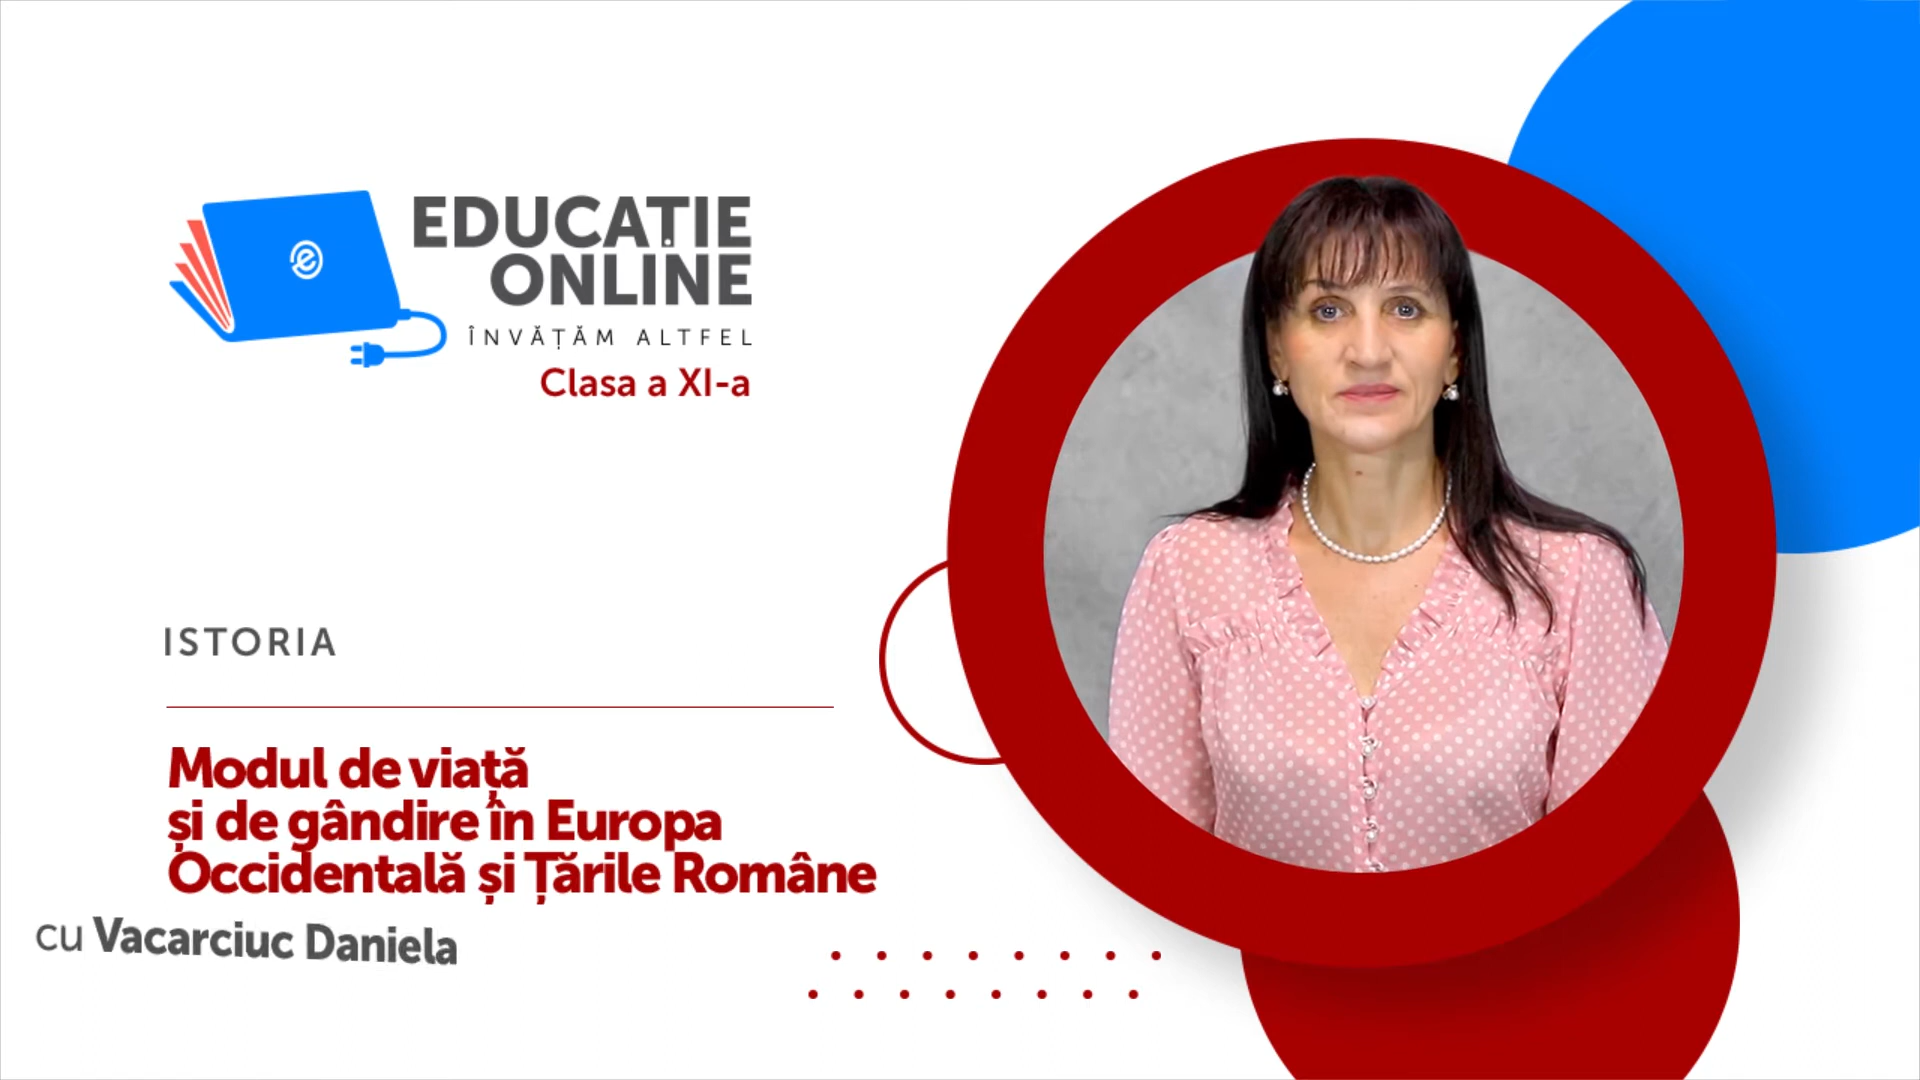 EDUCAȚIE
ONLINE
ÎNVĂȚĂM ALTFEL
Clasa a XI-a
ISTORIA
Modul de viață
și de gândire în Europa
Occidentală și Țările Române
cu Vacarciuc Daniela